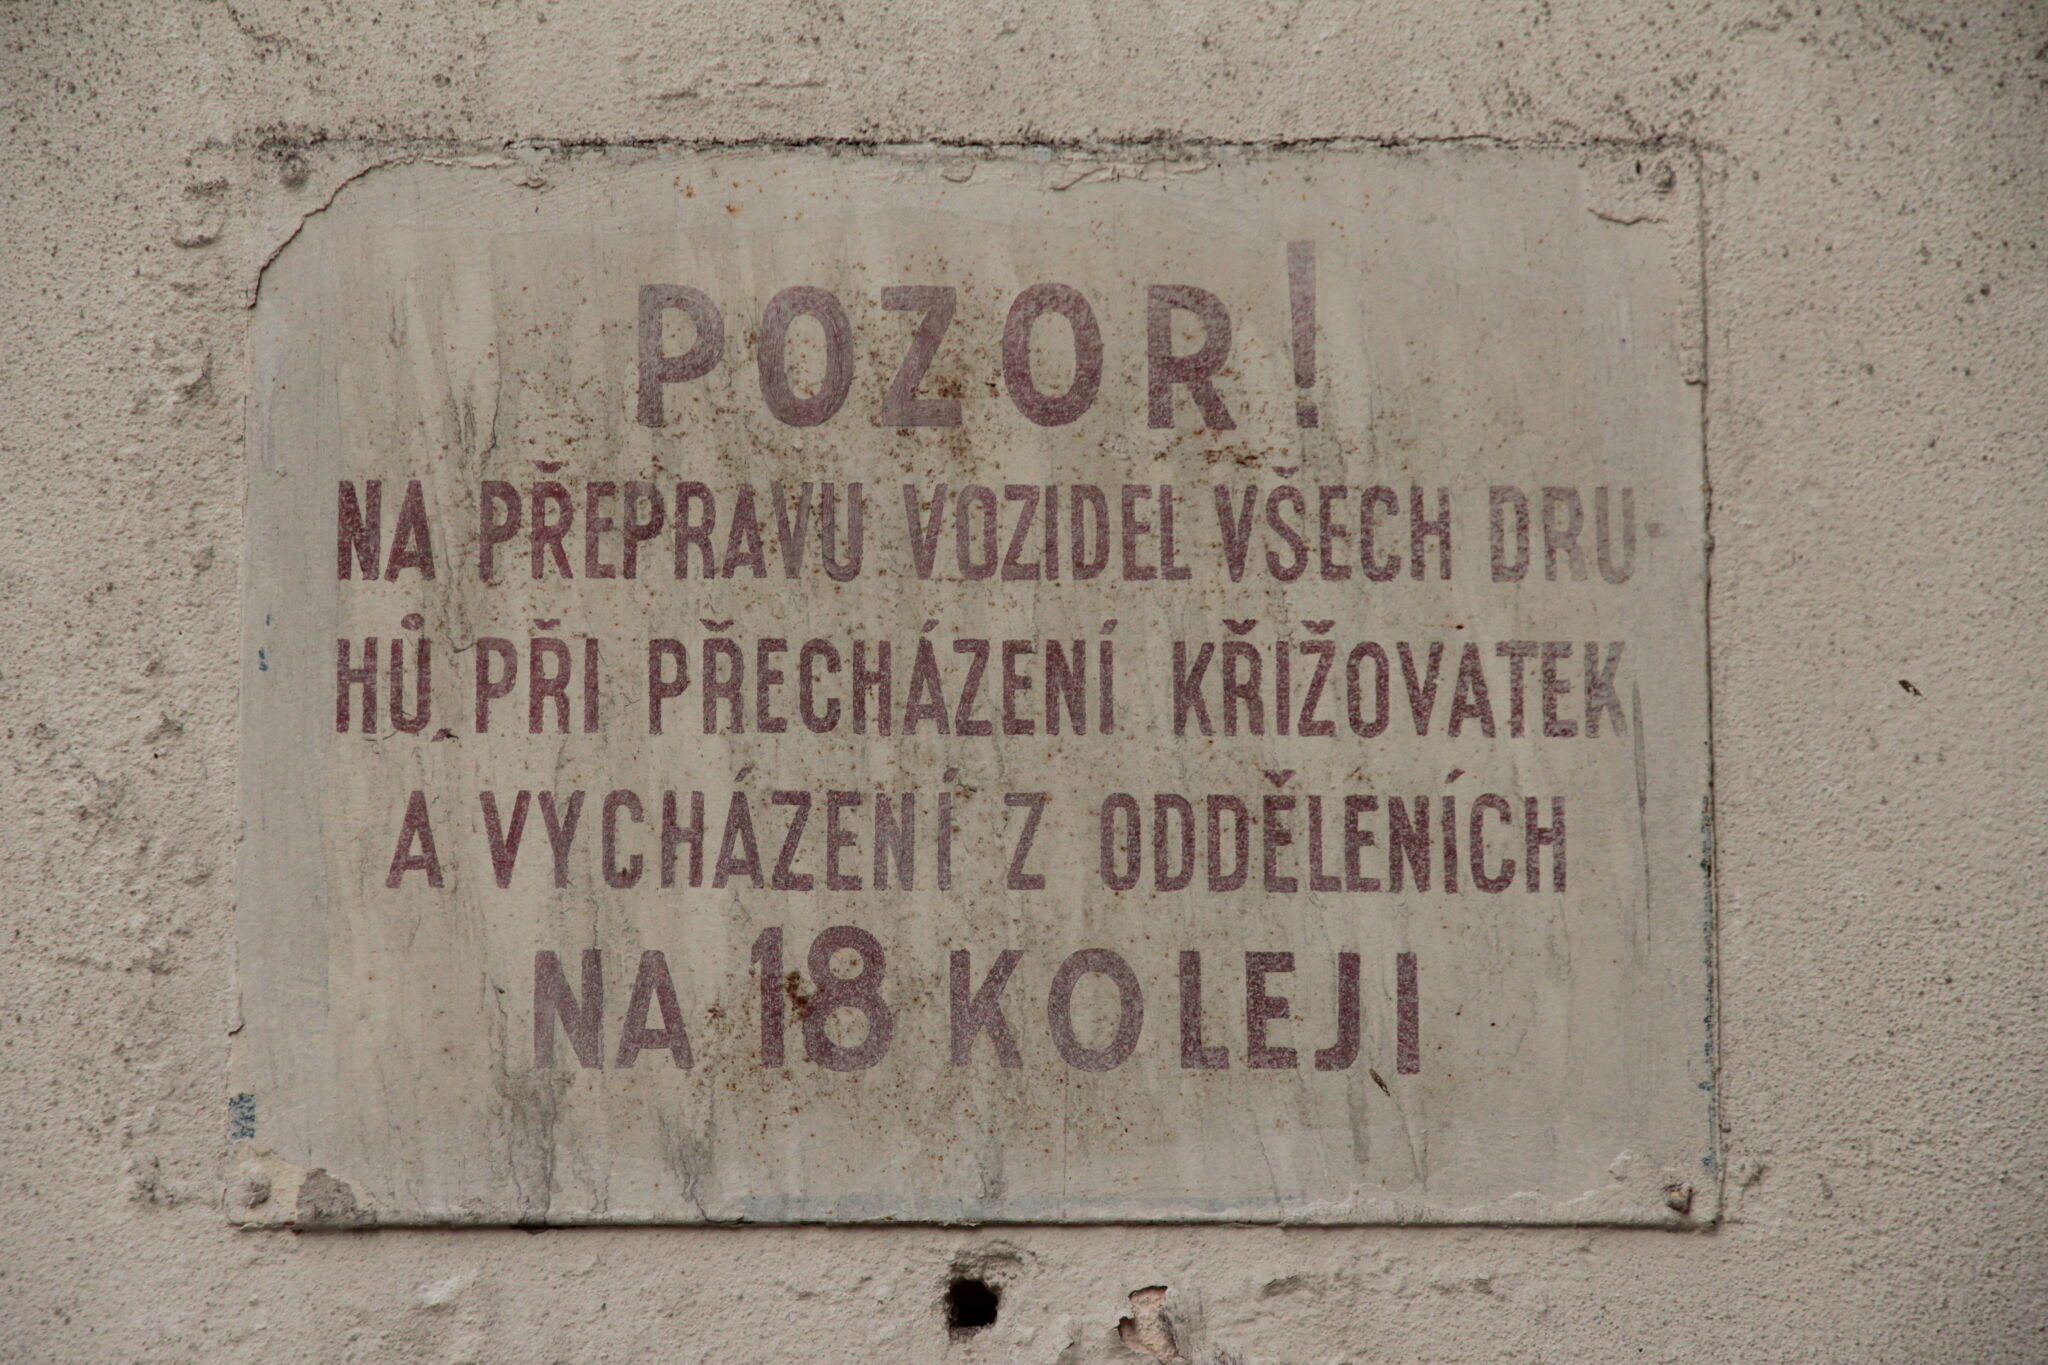 POZOR!
NA PŘEPRAVU VOZIDEL VŠECH DRU-
HŮ PŘI PŘECHÁZENÍ KŘIŽOVATEK
A VYCHÁZENÍ Z ODDĚLENÍCH
NA 18 KOLEJI